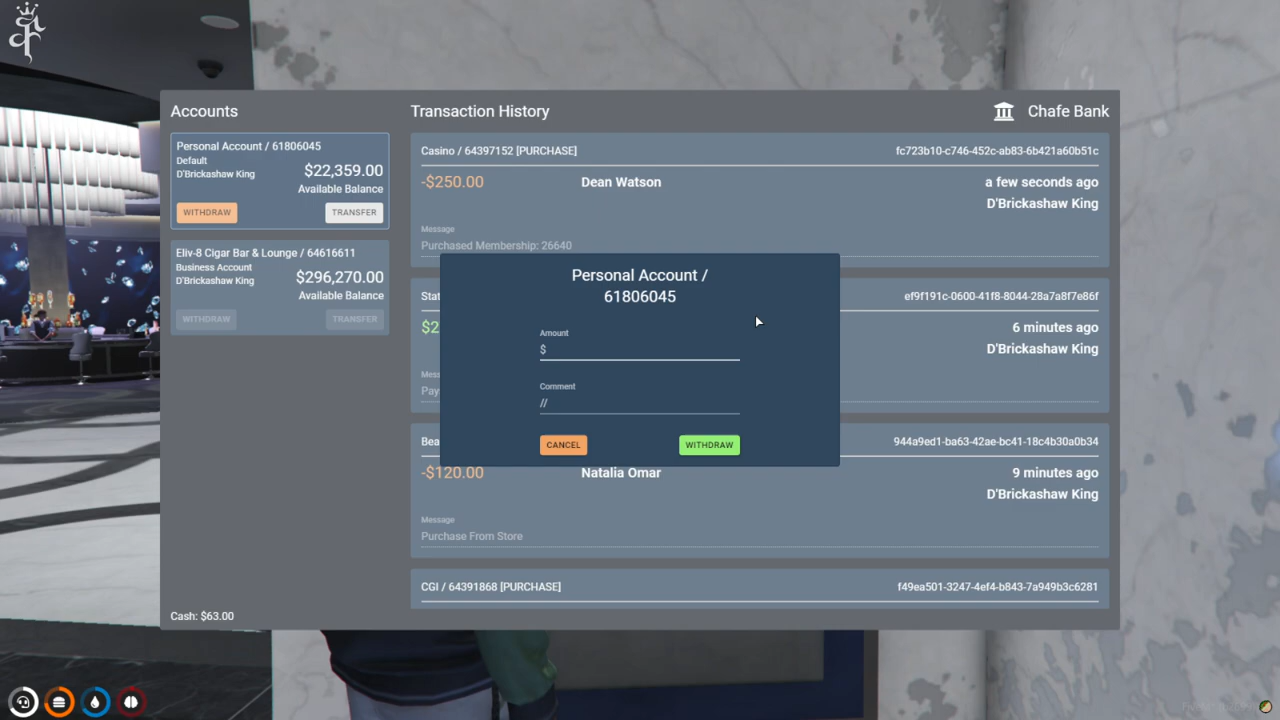 Accounts
Personal Account / 61806045
Default
D'Brickashaw King
$22,359.00
Available Balance
WITHDRAW
TRANSFER
Eliv-8 Cigar Bar & Lounge / 64616611
Business Account
D'Brickashaw King
$296,270.00
Available Balance
WITHDRAW
TRANSFER
Cash: $63.00
Transaction History
Chafe Bank
Casino / 64397152 [PURCHASE]
fc723b10-c746-452c-ab83-6b421a60b51c
-$250.00
Dean Watson
a few seconds ago
D'Brickashaw King
Message
Purchased Membership: 26640
Stat
ef9f191c-0600-41f8-8044-28a7a8f7e86f
$2
6 minutes ago
D'Brickashaw King
Mess
Pay
Personal Account /
61806045
Amount
$
Comment
//
CANCEL
WITHDRAW
Bea
944a9ed1-ba63-42ae-bc41-18c4b30a0b34
-$120.00
Natalia Omar
9 minutes ago
D'Brickashaw King
Message
Purchase From Store
CGI / 64391868 [PURCHASE]
f49ea501-3247-4ef4-b843-7a949b3c6281